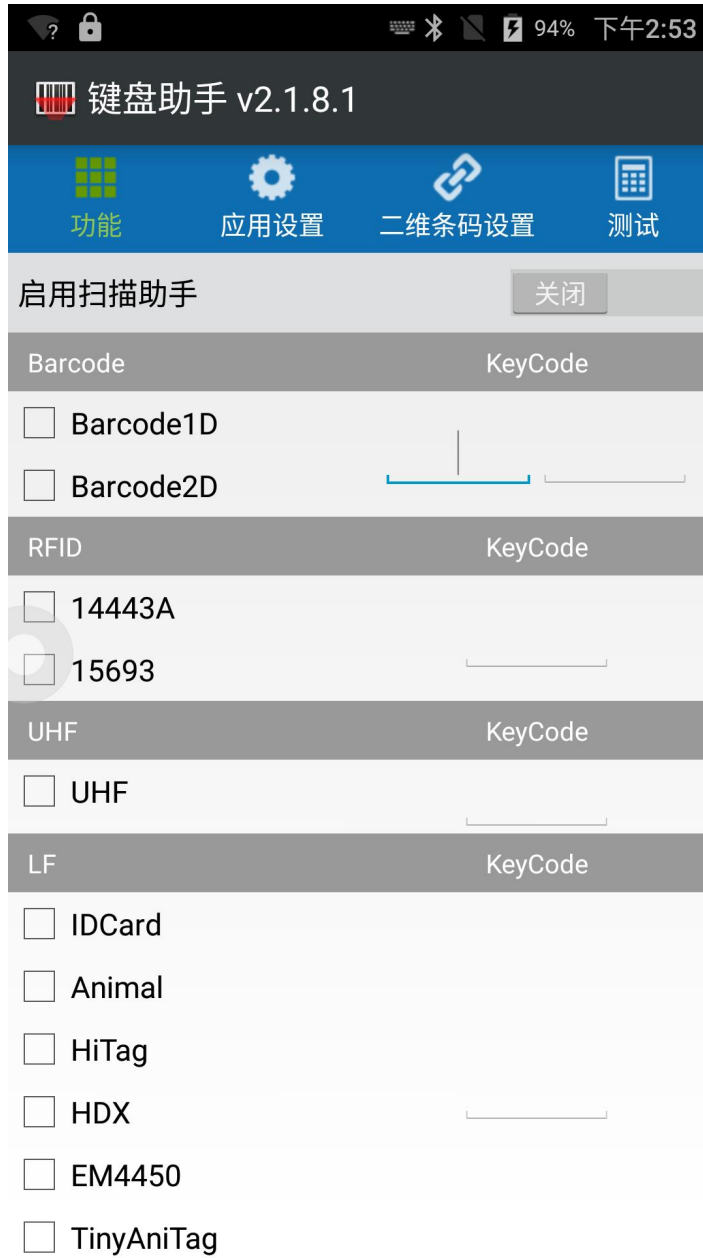 94% 下午2:53
键盘助手 v2.1.8.1
功能 应用设置 二维条码设置 测试
启用扫描助手 关闭
Barcode KeyCode
Barcode1D
Barcode2D
RFID KeyCode
14443A
15693
UHF KeyCode
UHF
LF KeyCode
IDCard
Animal
HiTag
HDX
EM4450
TinyAniTag